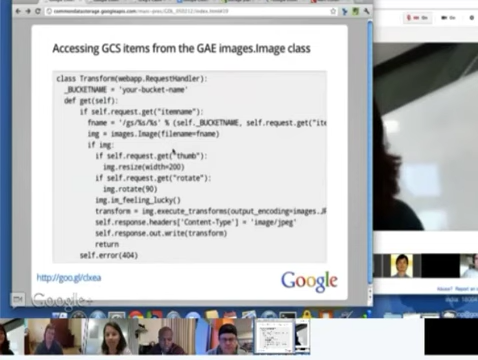 Accessing GCS items from the GAE images.Image class
class Transform(webapp.RequestHandler):
_BUCKETNAME = 'your-bucket-name'
def get(self):
if self.request.get("itemname"):
fname = '/gs/%s/%s' % (self._BUCKETNAME, self.request.get("ite
img = images.Image(filename=fname)
if img:
if self.request.get("thumb"):
img.resize(width=200)
if self.request.get("rotate"):
img.rotate(90)
img.im_feeling_lucky()
transform = img.execute_transforms(output_encoding=images.JP
self.response.headers['Content-Type'] = 'image/jpeg'
self.response.out.write(transform)
return
self.error(404)
http://goo.gl/clxea
Google
Google+